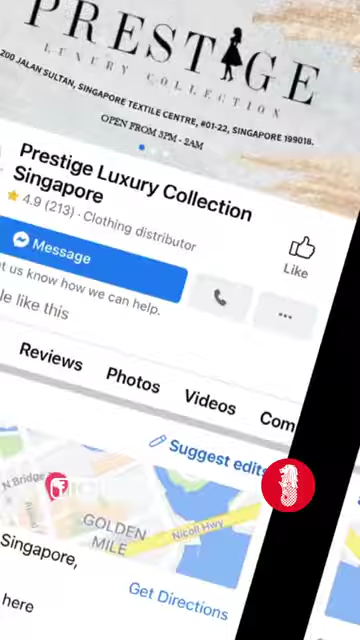 PRESTIGE
LUXURY COLLECTION
200 JALAN SULTAN, SINGAPORE TEXTILE CENTRE, #01-22, SINGAPORE 199018.
OPEN FROM 3PM - 2AM
Prestige Luxury Collection
Singapore
4.9 (213) · Clothing distributor
Like
Message
t us know how we can help.
le like this
Reviews Photos Videos Com
Suggest edits
N Bridge
Road
GOLDEN
MILE
Nicoll Hwy
Singapore,
Get Directions
here